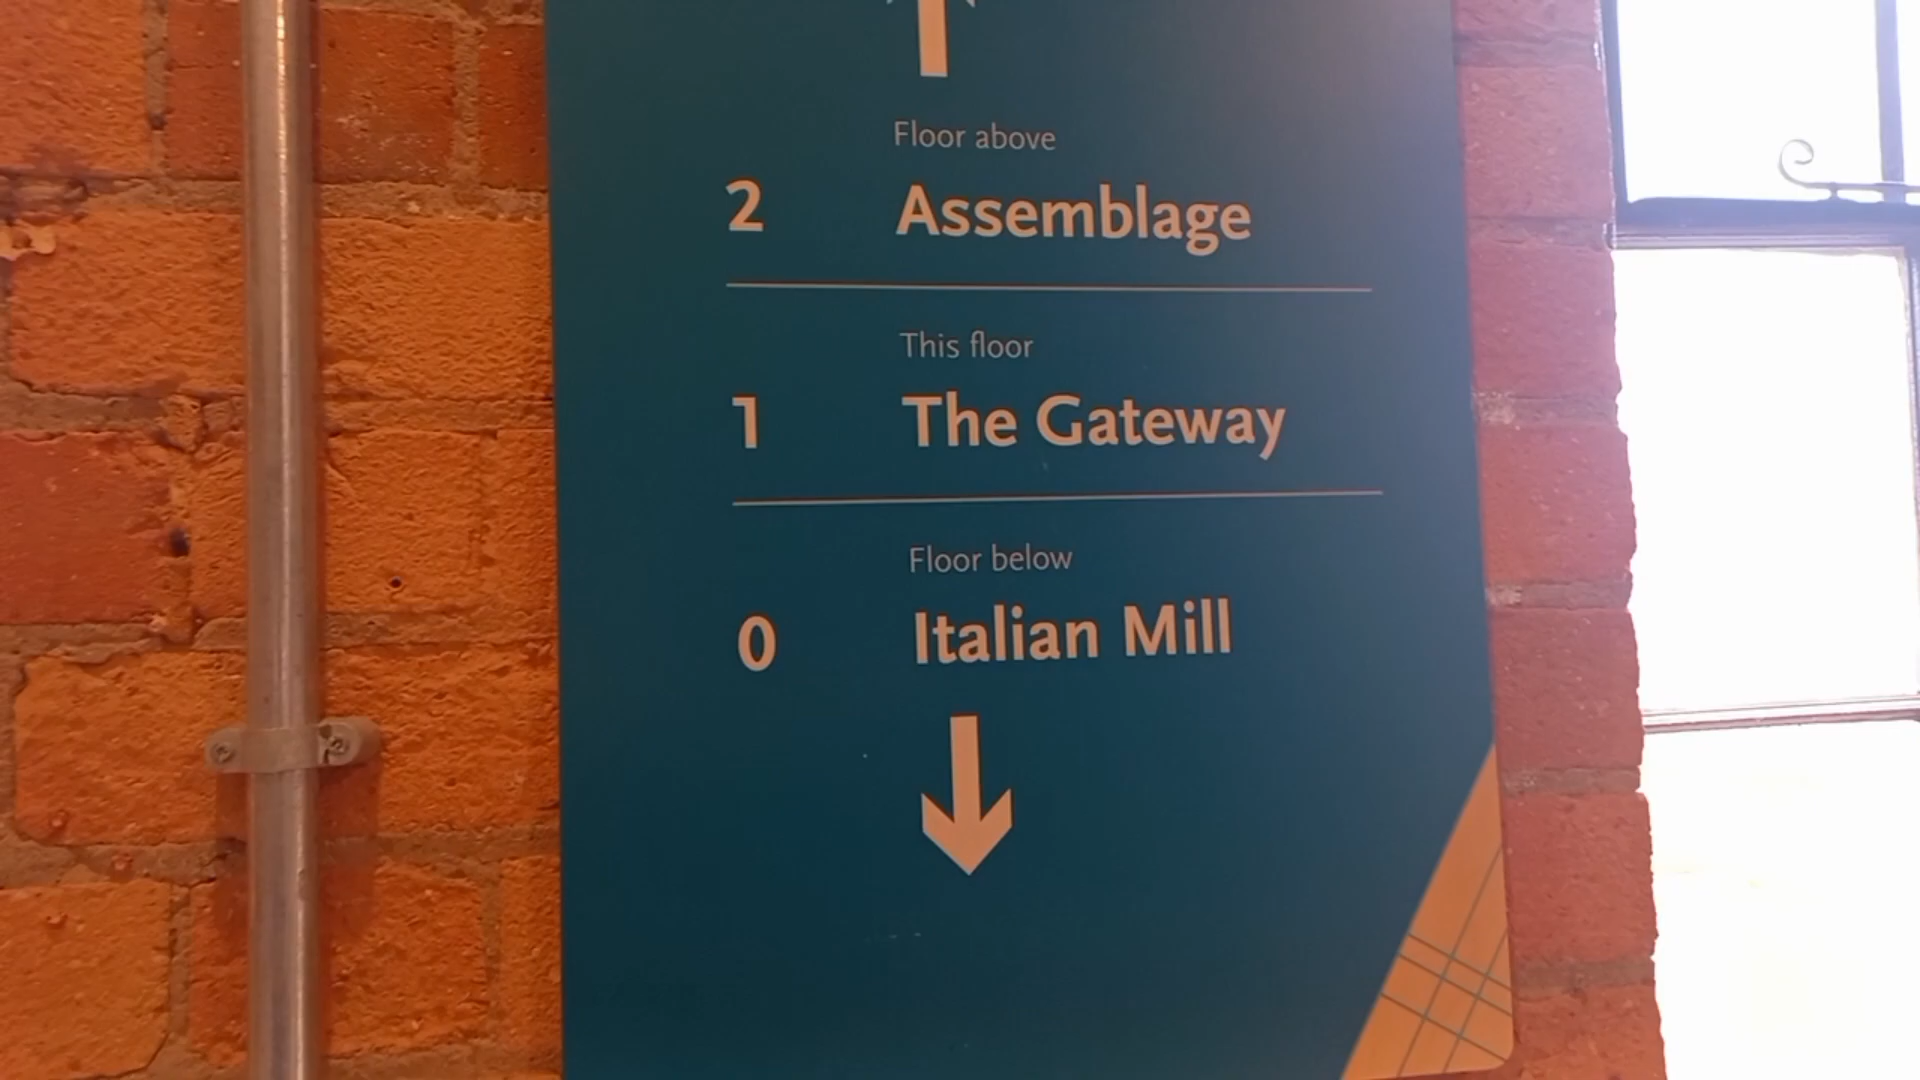 Floor above
2 Assemblage
This floor
1 The Gateway
Floor below
0 Italian Mill